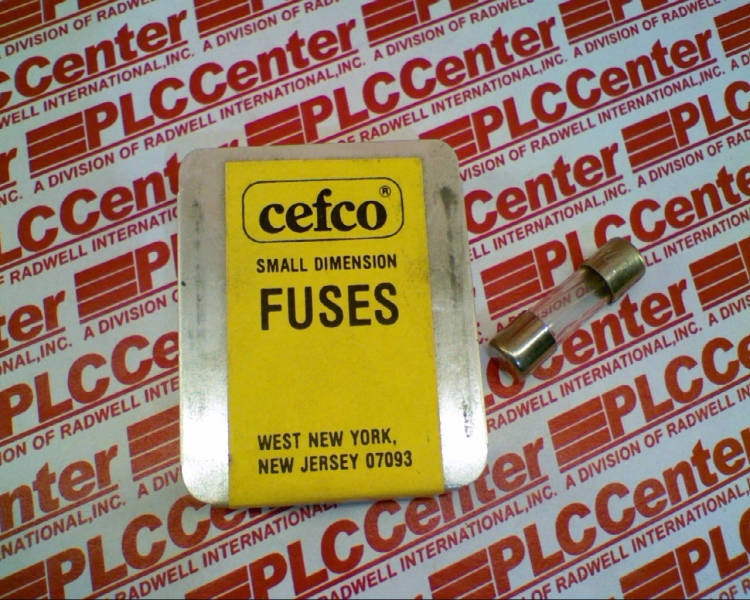 PLCCenter
A DIVISION OF RADWELL INTERNATIONAL, INC.
cefco®
SMALL DIMENSION
FUSES
WEST NEW YORK,
NEW JERSEY 07093